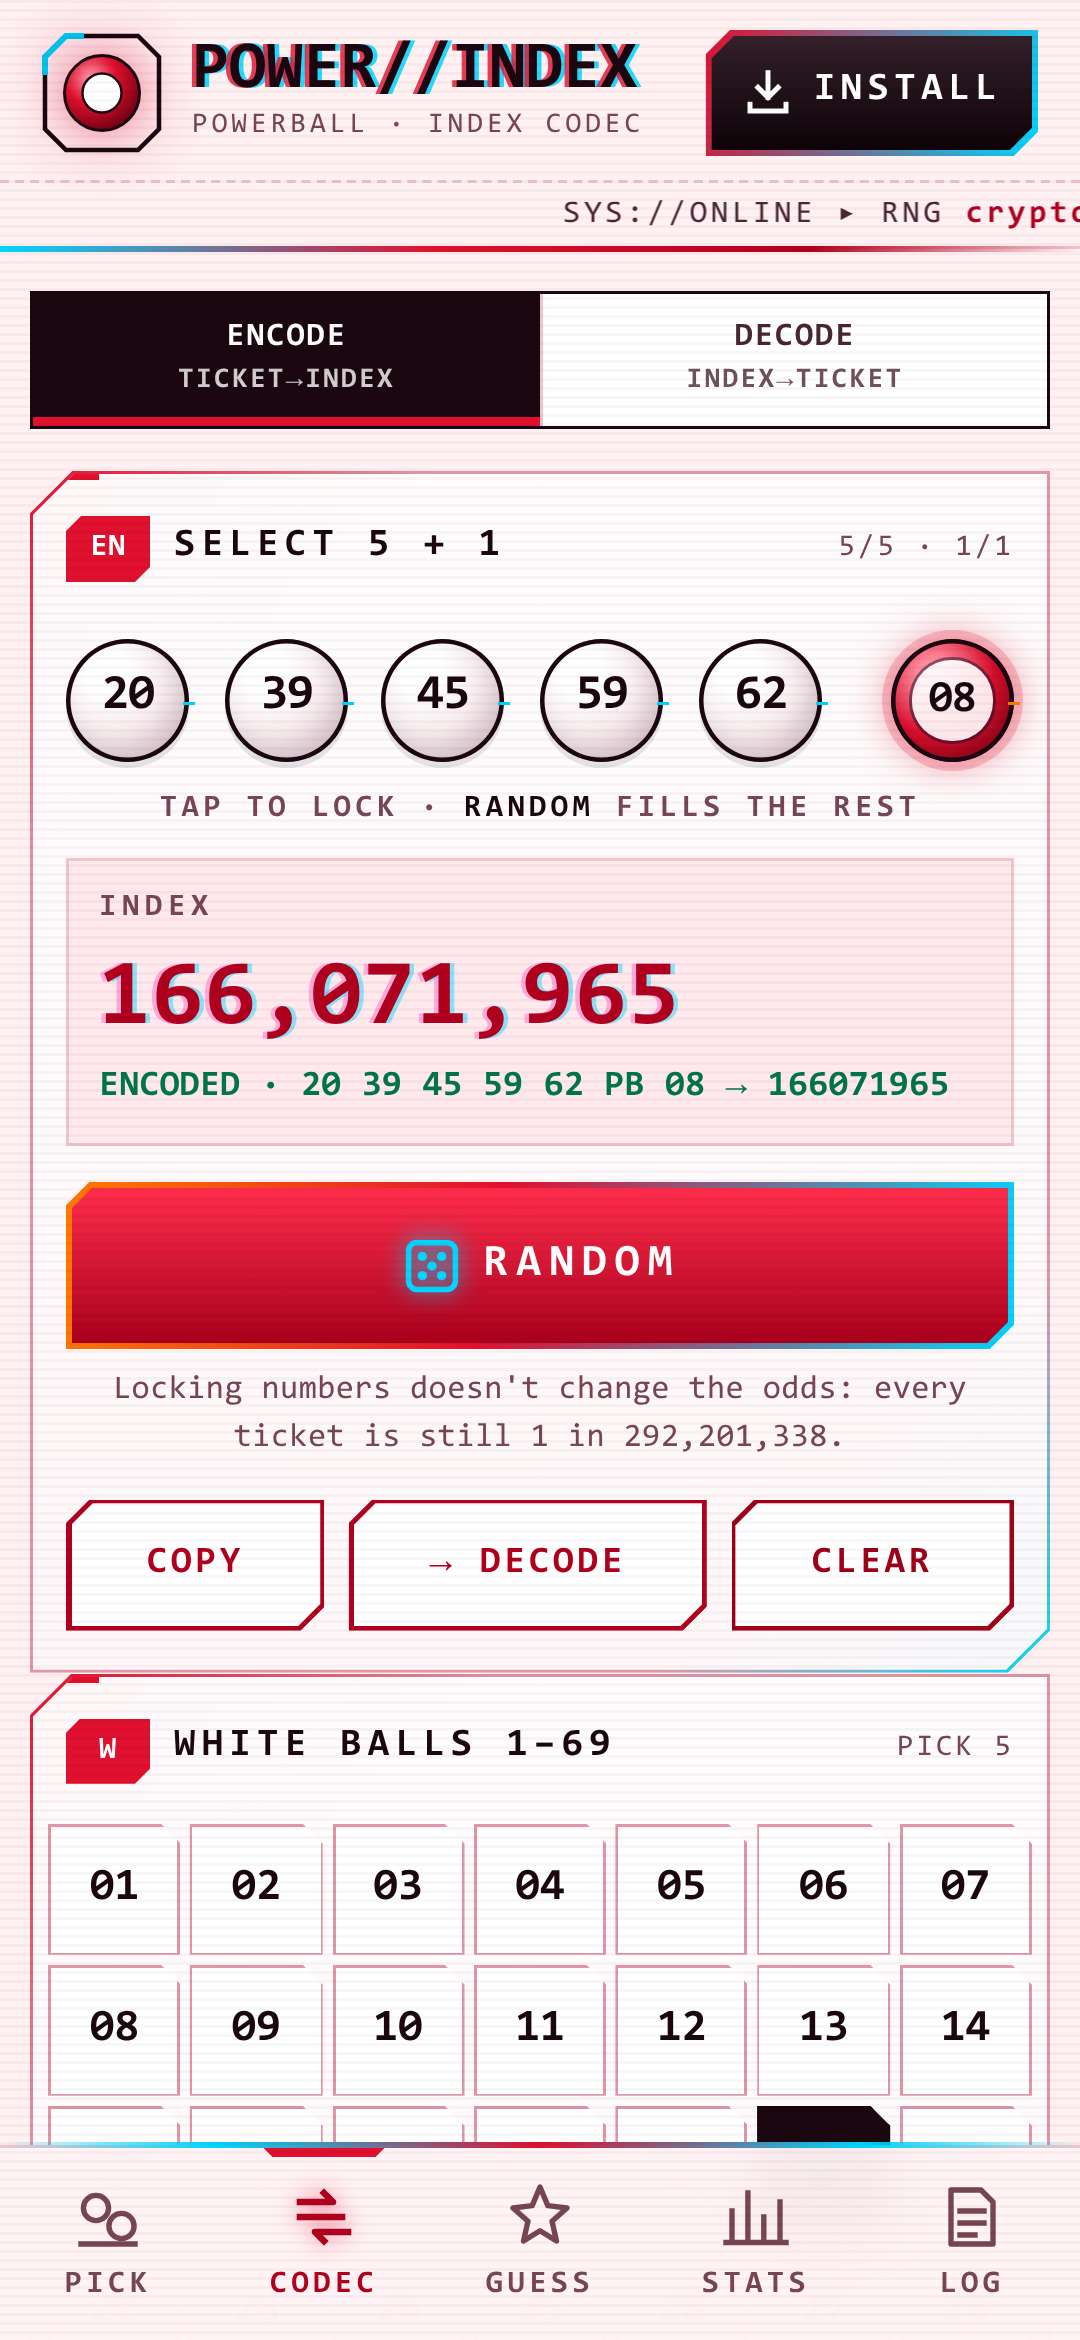 POWER//INDEX
POWERBALL · INDEX CODEC
INSTALL
SYS://ONLINE ▸ RNG crypto
ENCODE
TICKET→INDEX
DECODE
INDEX→TICKET
EN SELECT 5 + 1 5/5 · 1/1
20 39 45 59 62 08
TAP TO LOCK · RANDOM FILLS THE REST
INDEX
166,071,965
ENCODED · 20 39 45 59 62 PB 08 → 166071965
RANDOM
Locking numbers doesn't change the odds: every
ticket is still 1 in 292,201,338.
COPY → DECODE CLEAR
W WHITE BALLS 1–69 PICK 5
01 02 03 04 05 06 07
08 09 10 11 12 13 14
PICK CODEC GUESS STATS LOG